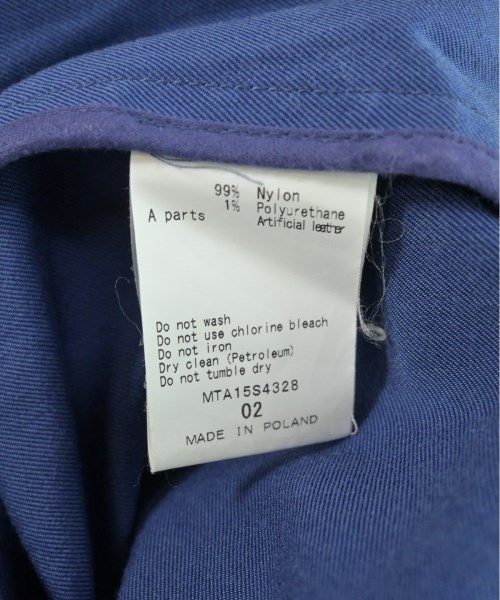 99% Nylon
1% Polyurethane
A parts Artificial leather
Do not wash
Do not use chlorine bleach
Do not iron
Dry clean (Petroleum)
Do not tumble dry
MTA15S4328
02
MADE IN POLAND